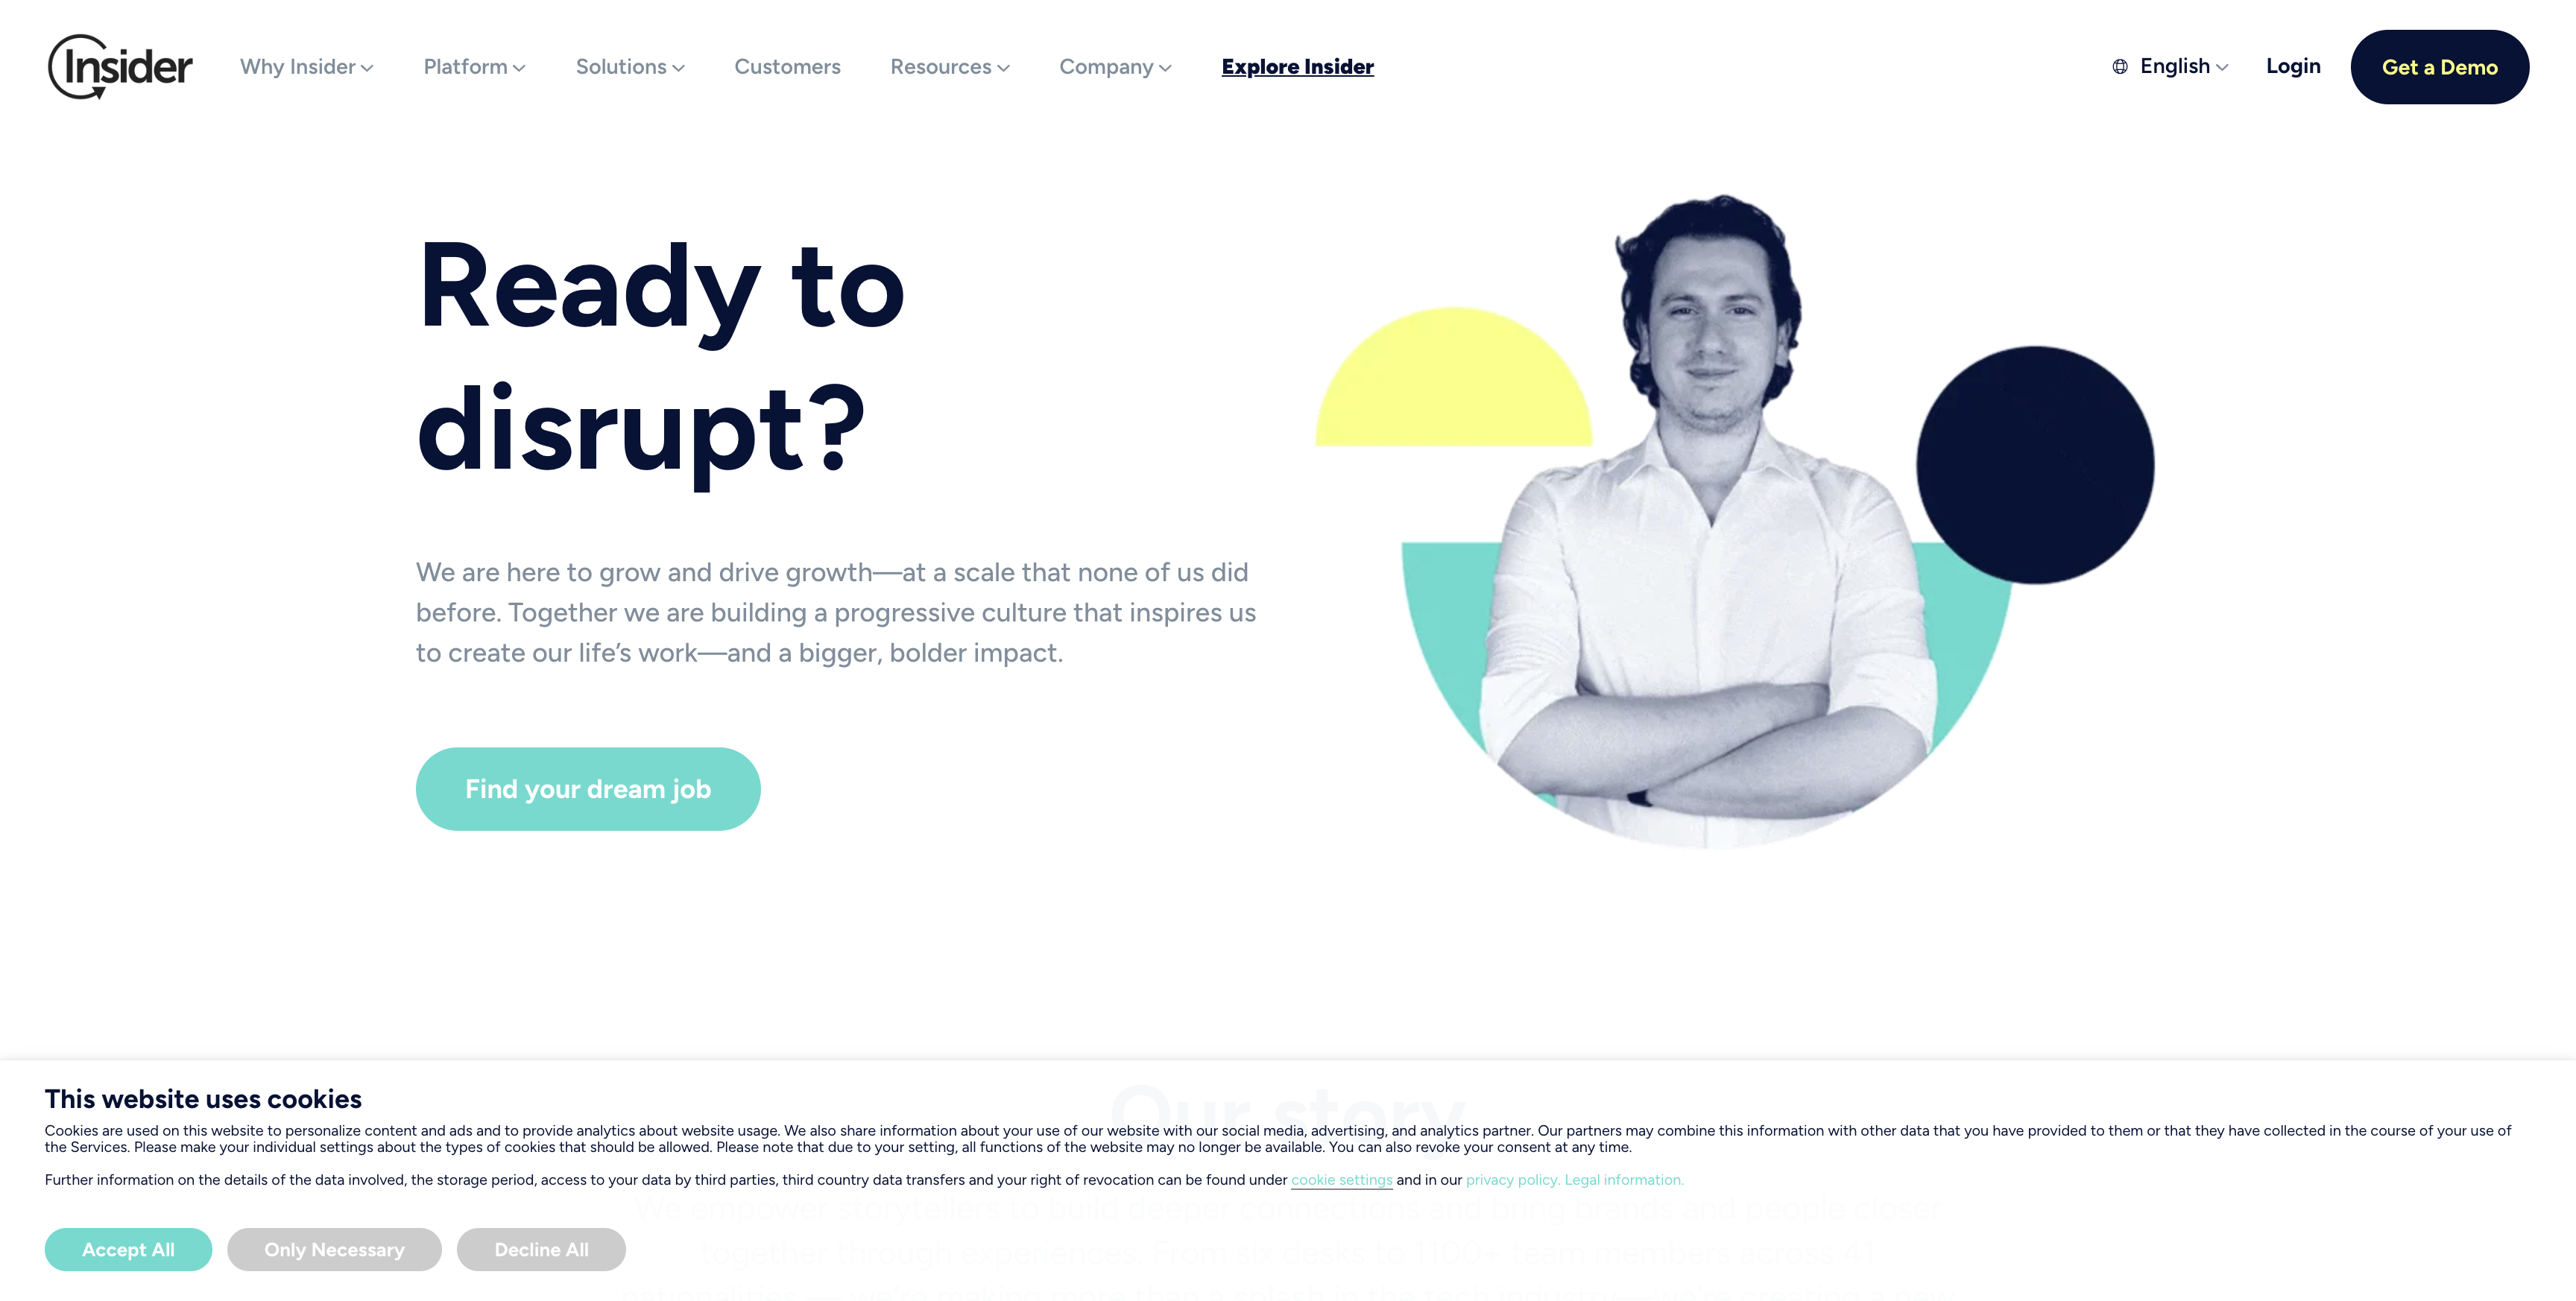 Insider
Why Insider
Platform
Solutions
Customers
Resources
Company
Explore Insider
English
Login
Get a Demo
Ready to
disrupt?
We are here to grow and drive growth—at a scale that none of us did
before. Together we are building a progressive culture that inspires us
to create our life’s work—and a bigger, bolder impact.
Find your dream job
Our story
This website uses cookies
Cookies are used on this website to personalize content and ads and to provide analytics about website usage. We also share information about your use of our website with our social media, advertising, and analytics partner. Our partners may combine this information with other data that you have provided to them or that they have collected in the course of your use of
the Services. Please make your individual settings about the types of cookies that should be allowed. Please note that due to your setting, all functions of the website may no longer be available. You can also revoke your consent at any time.
Further information on the details of the data involved, the storage period, access to your data by third parties, third country data transfers and your right of revocation can be found under cookie settings and in our privacy policy. Legal information.
We empower storytellers to build deeper connections and bring brands and people closer
together through experiences. From six desks to 1100+ team members across 41
Accept All
Only Necessary
Decline All